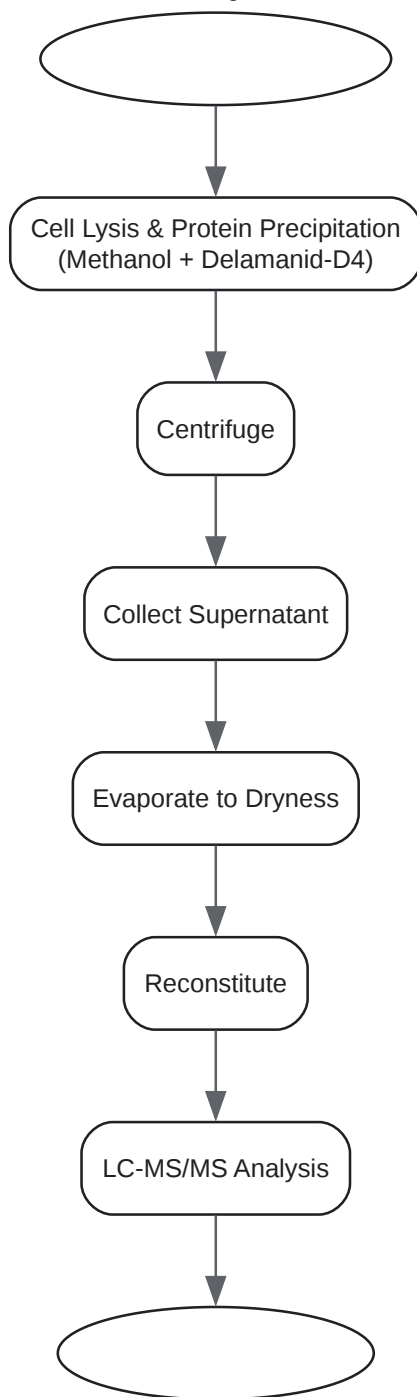 Cell Lysis & Protein Precipitation
(Methanol + Delamanid-D4)
Centrifuge
Collect Supernatant
Evaporate to Dryness
Reconstitute
LC-MS/MS Analysis